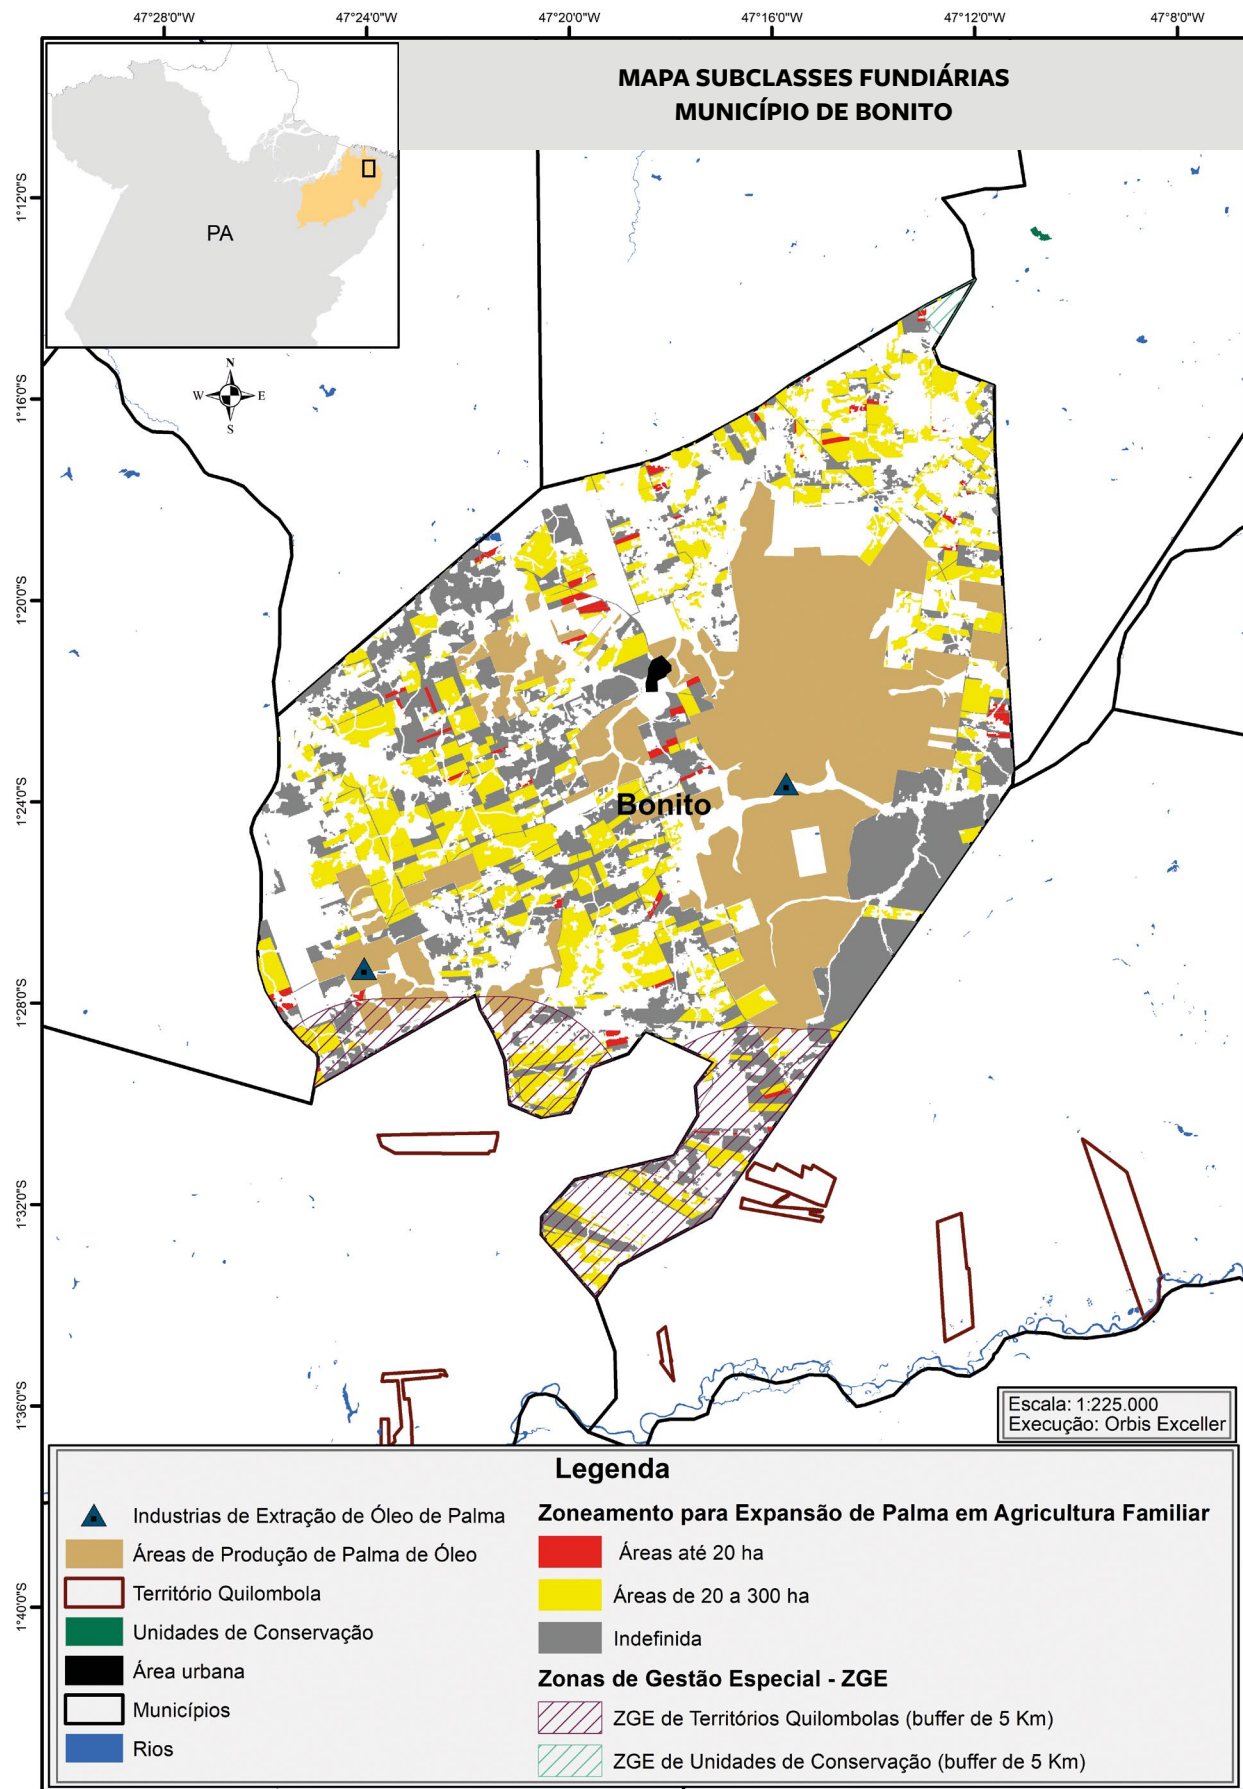 47°28'0"W
47°24'0"W
47°20'0"W
47°16'0"W
47°12'0"W
47°8'0"W
MAPA SUBCLASSES FUNDIÁRIAS
MUNICÍPIO DE BONITO
PA
N
W
E
S
1°12'0"S
1°16'0"S
1°20'0"S
1°24'0"S
1°28'0"S
1°32'0"S
1°36'0"S
1°40'0"S
Bonito
Escala: 1:225.000
Execução: Orbis Exceller
Legenda
Industrias de Extração de Óleo de Palma
Áreas de Produção de Palma de Óleo
Território Quilombola
Unidades de Conservação
Área urbana
Municípios
Rios
Zoneamento para Expansão de Palma em Agricultura Familiar
Áreas até 20 ha
Áreas de 20 a 300 ha
Indefinida
Zonas de Gestão Especial - ZGE
ZGE de Territórios Quilombolas (buffer de 5 Km)
ZGE de Unidades de Conservação (buffer de 5 Km)